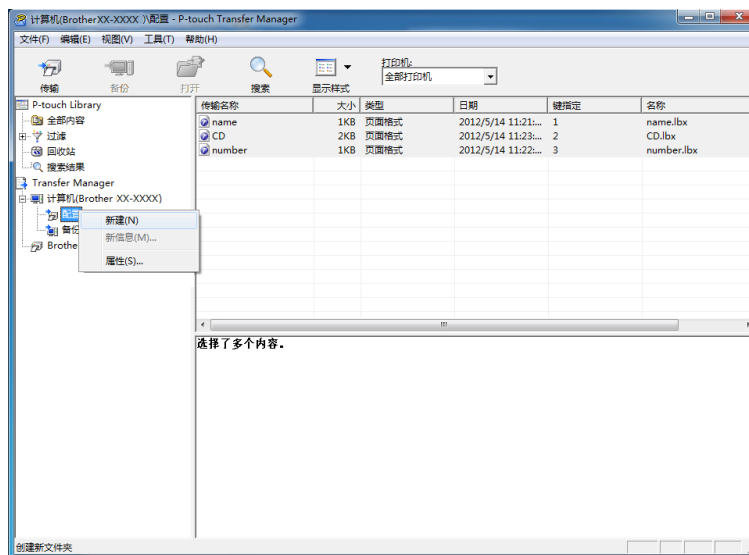 计算机(BrotherXX-XXXX )\配置 - P-touch Transfer Manager
文件(F) 编辑(E) 视图(V) 工具(T) 帮助(H)
打印机:
全部打印机
传输 备份 打开 搜索 显示样式
P-touch Library
全部内容
过滤
回收站
搜索结果
Transfer Manager
计算机(Brother XX-XXXX)
配置
备份
Brothe
新建(N)
新信息(M)...
属性(S)...
传输名称 大小 类型 日期 键指定 名称
name 1KB 页面格式 2012/5/14 11:21:... 1 name.lbx
CD 2KB 页面格式 2012/5/14 11:23:... 2 CD.lbx
number 1KB 页面格式 2012/5/14 11:22:... 3 number.lbx
选择了多个内容。
创建新文件夹